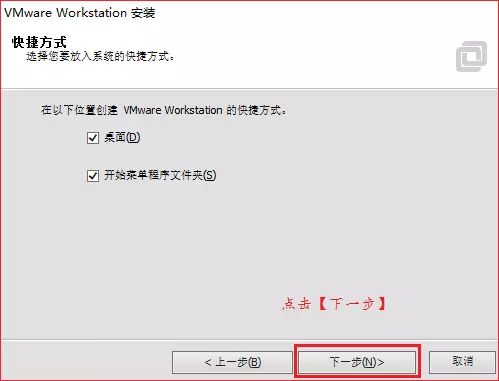 VMware Workstation 安装
快捷方式
选择您要放入系统的快捷方式。
在以下位置创建 VMware Workstation 的快捷方式。
桌面(D)
开始菜单程序文件夹(S)
点击【下一步】
< 上一步(B)
下一步(N)>
取消